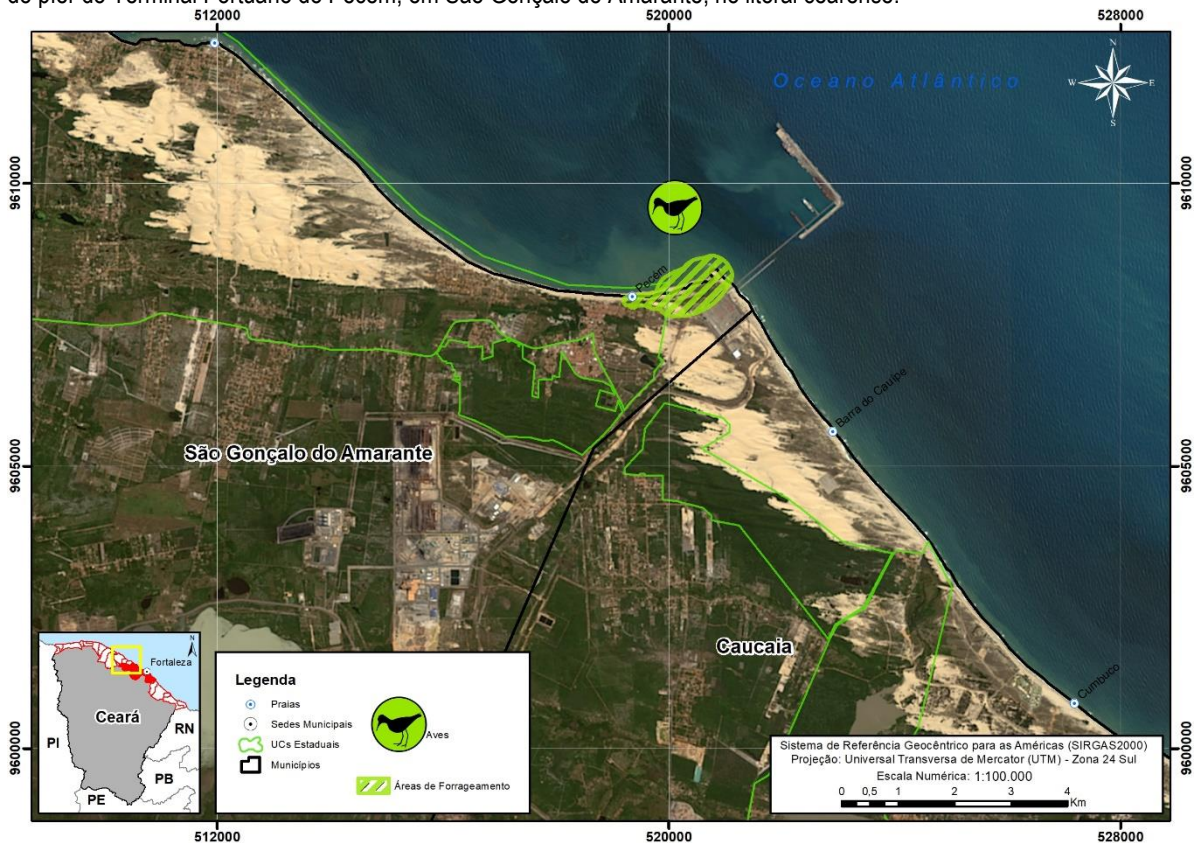 do píer do Terminal Portuário do Pecém, em São Gonçalo do Amarante, no litoral cearense.
512000
520000
528000
Oceano Atlântico
N
W
E
S
9610000
9610000
Pecém
Barra do Cauípe
São Gonçalo do Amarante
9605000
9605000
Caucaia
Cumbuco
N
Fortaleza
Ceará
PI
RN
PB
PE
Legenda
Praias
Sedes Municipais
UCs Estaduais
Municípios
Aves
Áreas de Forrageamento
Sistema de Referência Geocêntrico para as Américas (SIRGAS2000)
Projeção: Universal Transversa de Mercator (UTM) - Zona 24 Sul
Escala Numérica: 1:100.000
0 0,5 1 2 3 4
Km
9600000
9600000
512000
520000
528000